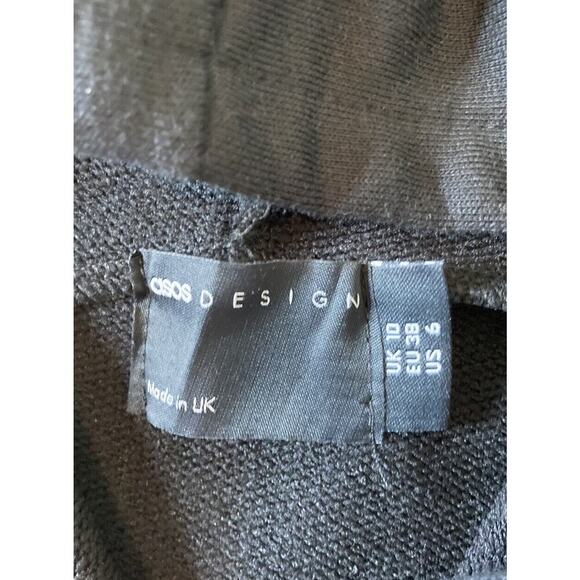 asos DESIGN
Made in UK
UK 10
EU 38
US 6